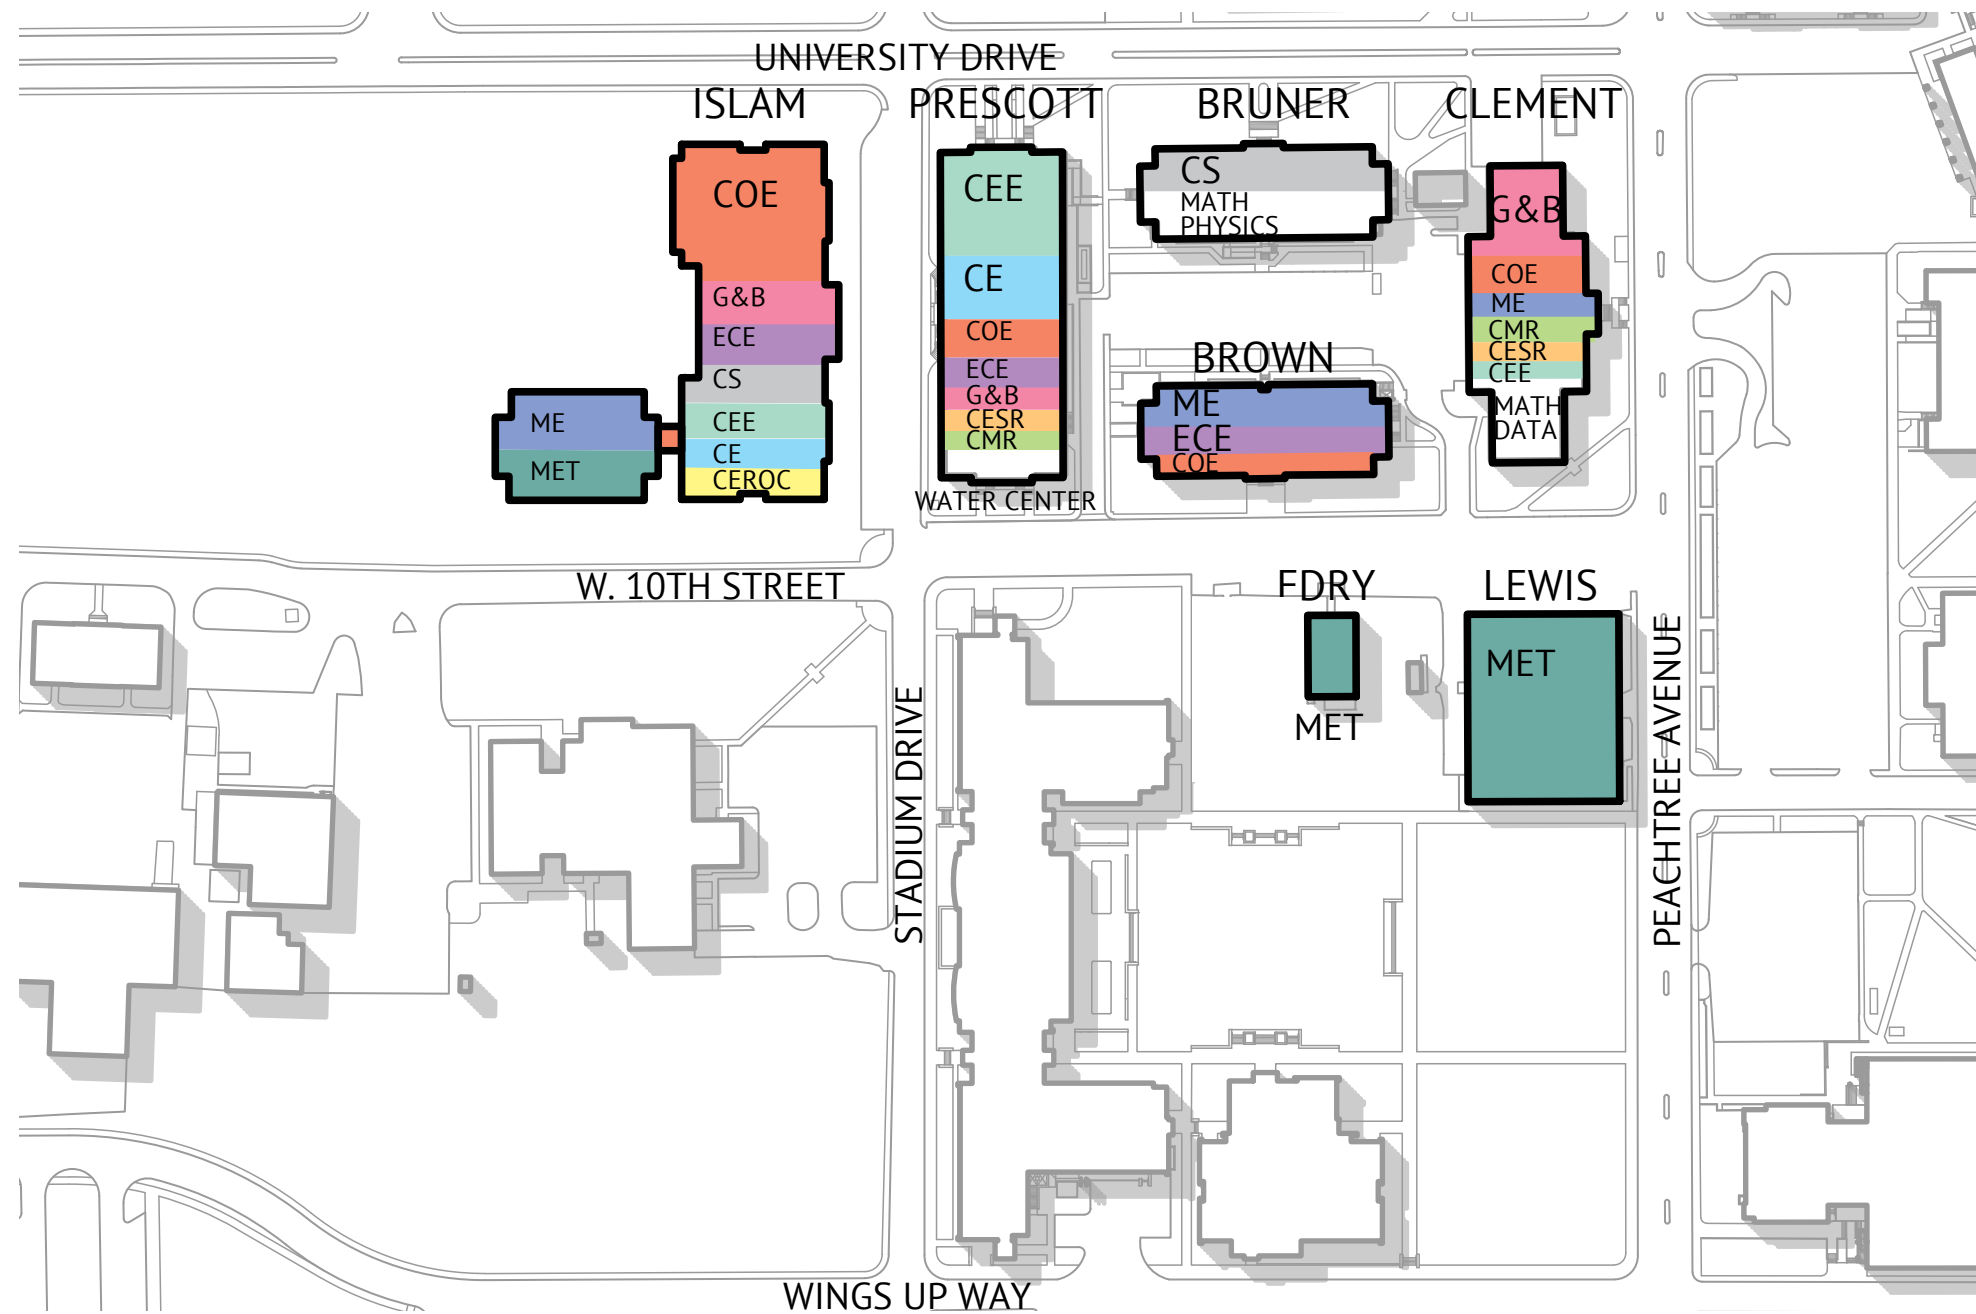 UNIVERSITY DRIVE
ISLAM
PRESCOTT
BRUNER
CLEMENT
COE
G&B
ECE
CS
CEE
CE
CEROC
ME
MET
CEE
CE
COE
ECE
G&B
CESR
CMR
WATER CENTER
CS
MATH
PHYSICS
BROWN
ME
ECE
COE
G&B
COE
ME
CMR
CESR
CEE
MATH
DATA
W. 10TH STREET
FDRY
MET
LEWIS
MET
STADIUM DRIVE
PEACHTREE AVENUE
WINGS UP WAY